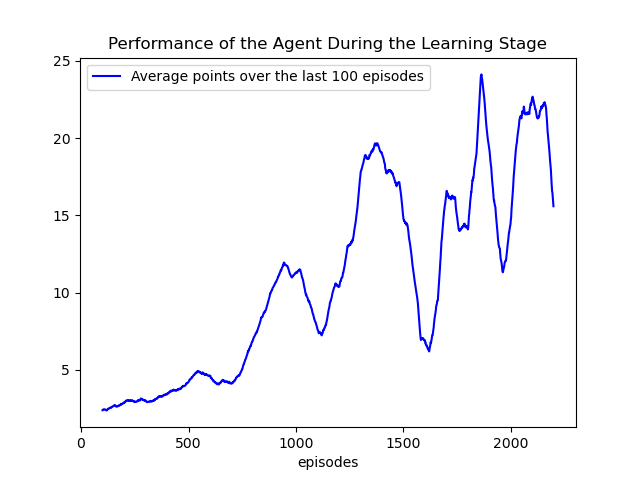 Performance of the Agent During the Learning Stage
Average points over the last 100 episodes
25
20
15
10
5
0 500 1000 1500 2000
episodes